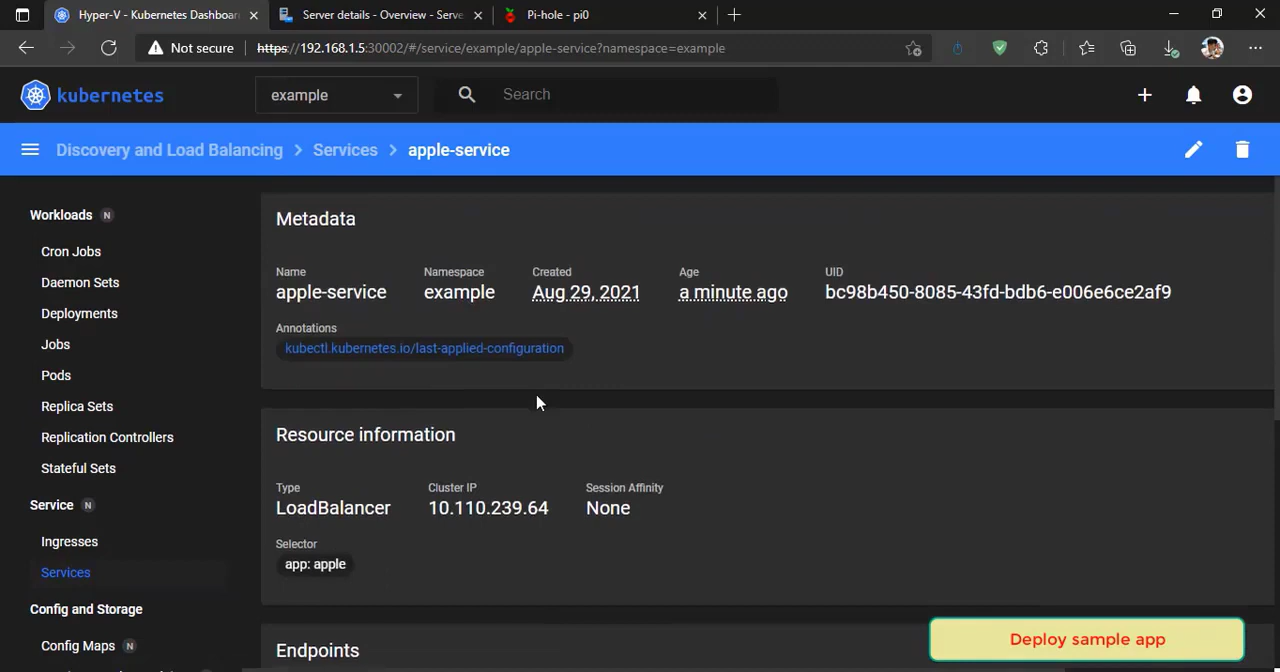 Hyper-V - Kubernetes Dashboar
Server details - Overview - Serve
Pi-hole - pi0
Not secure
https://192.168.1.5:30002/#/service/example/apple-service?namespace=example
kubernetes
example
Search
Discovery and Load Balancing > Services > apple-service
Workloads N
Cron Jobs
Daemon Sets
Deployments
Jobs
Pods
Replica Sets
Replication Controllers
Stateful Sets
Service N
Ingresses
Services
Config and Storage
Config Maps N
Metadata
Name Namespace Created Age UID
apple-service example Aug 29, 2021 a minute ago bc98b450-8085-43fd-bdb6-e006e6ce2af9
Annotations
kubectl.kubernetes.io/last-applied-configuration
Resource information
Type Cluster IP Session Affinity
LoadBalancer 10.110.239.64 None
Selector
app: apple
Endpoints
Deploy sample app